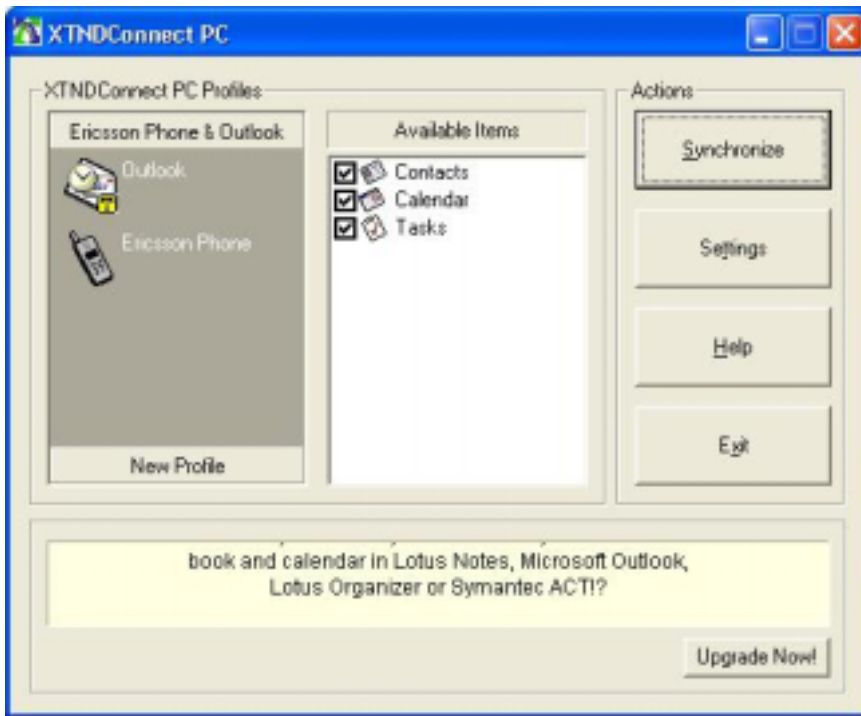 XTNDConnect PC
XTNDConnect PC Profiles
Ericsson Phone & Outlook
Outlook
Ericsson Phone
New Profile
Available Items
Contacts
Calendar
Tasks
Actions
Synchronize
Settings
Help
Exit
book and calendar in Lotus Notes, Microsoft Outlook,
Lotus Organizer or Symantec ACT!?
Upgrade Now!